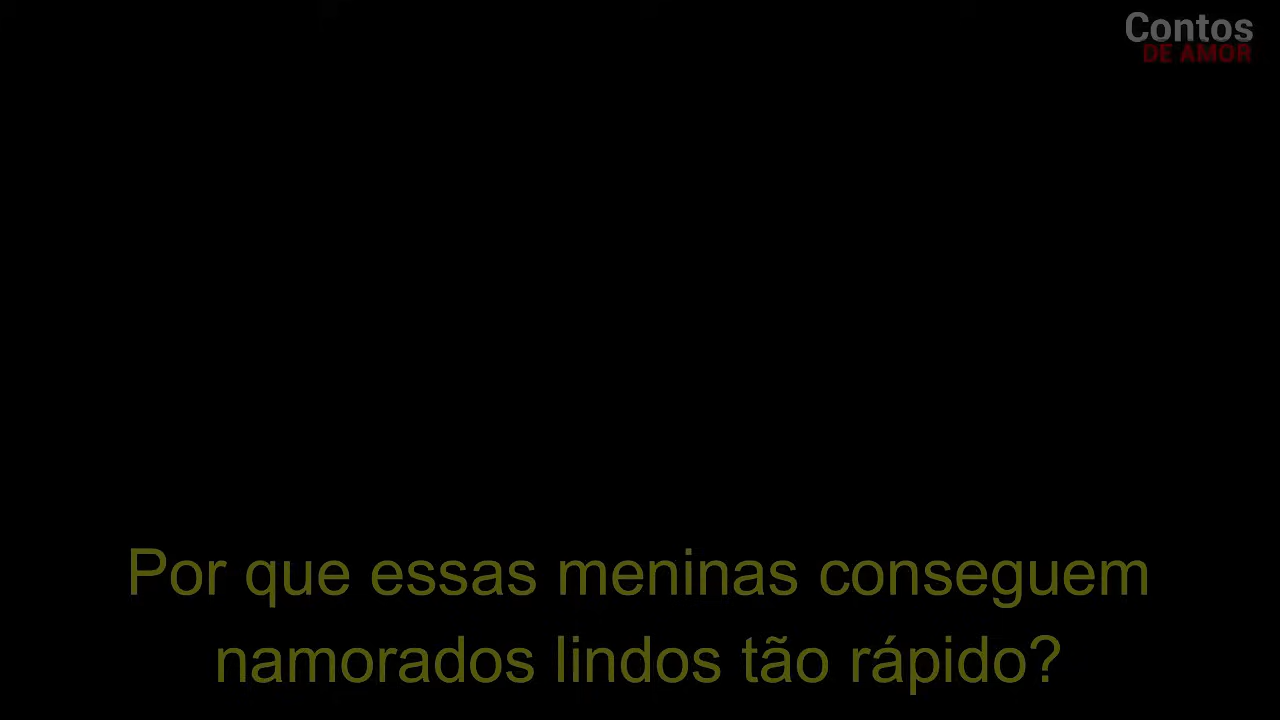 Contos
DE AMOR
Por que essas meninas conseguem
namorados lindos tão rápido?